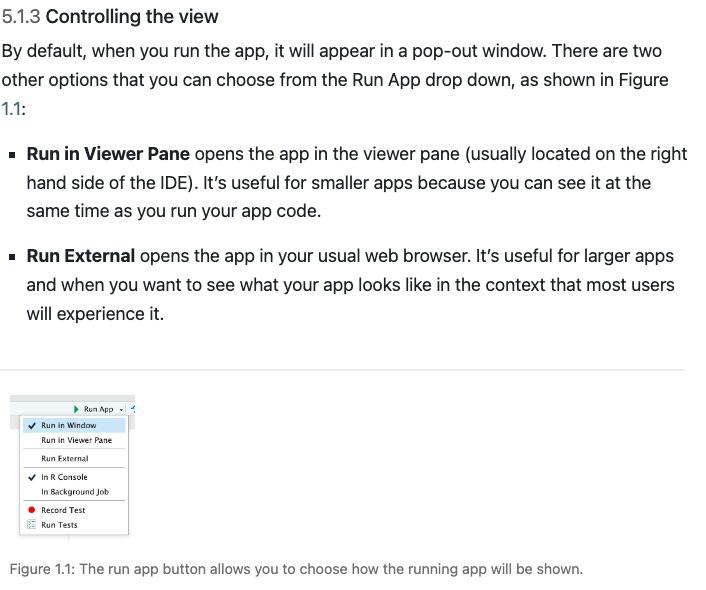 5.1.3 Controlling the view
By default, when you run the app, it will appear in a pop-out window. There are two
other options that you can choose from the Run App drop down, as shown in Figure
1.1:
▪ Run in Viewer Pane opens the app in the viewer pane (usually located on the right
hand side of the IDE). It’s useful for smaller apps because you can see it at the
same time as you run your app code.
▪ Run External opens the app in your usual web browser. It’s useful for larger apps
and when you want to see what your app looks like in the context that most users
will experience it.
Run App
Run in Window
Run in Viewer Pane
Run External
In R Console
In Background Job
Record Test
Run Tests
Figure 1.1: The run app button allows you to choose how the running app will be shown.